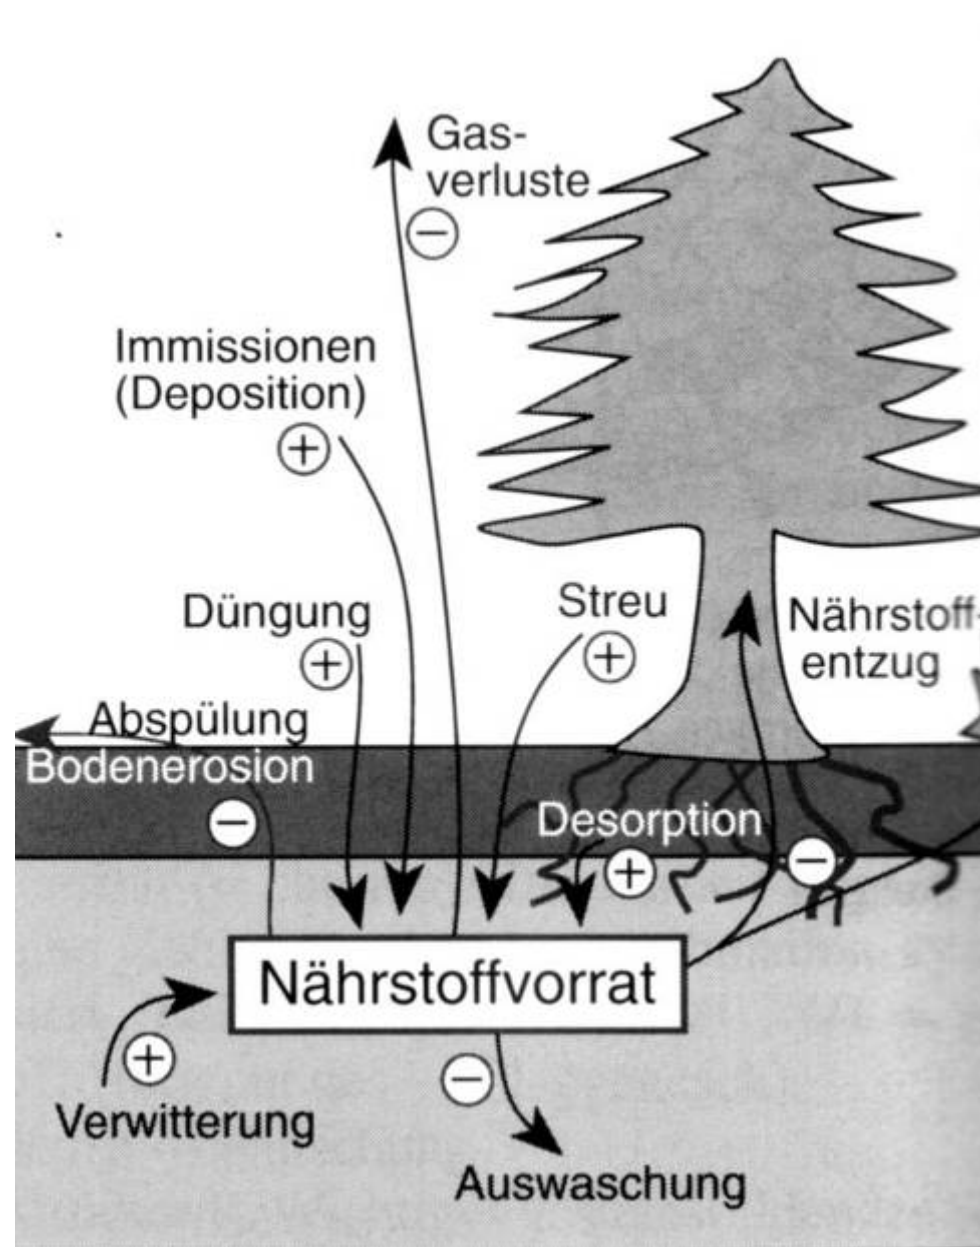 Gas-
verluste
−
Immissionen
(Deposition)
+
Düngung
+
Streu
+
Nährstoff-
entzug
Abspülung
Bodenerosion
−
Desorption
+
−
Nährstoffvorrat
+
−
Verwitterung
Auswaschung